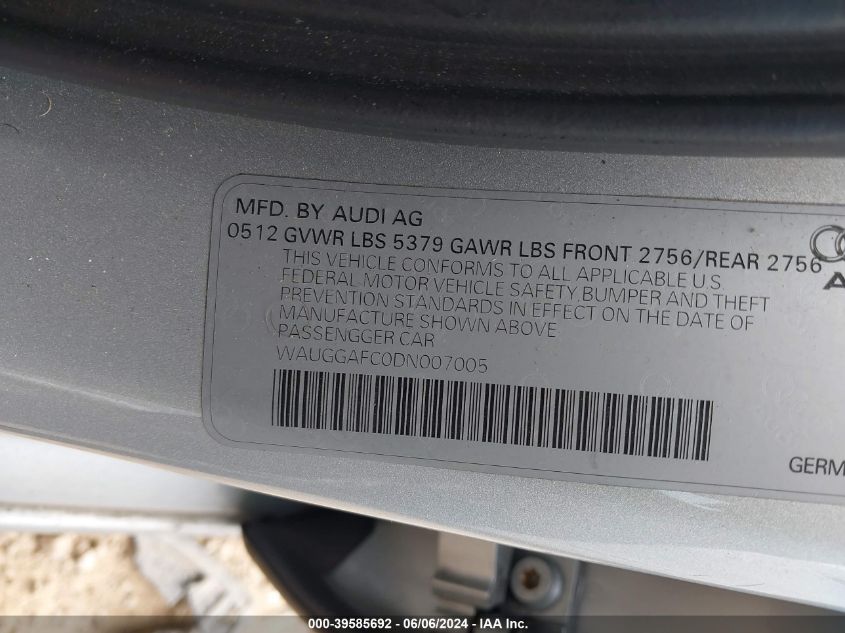 MFD. BY AUDI AG
0512 GVWR LBS 5379 GAWR LBS FRONT 2756/REAR 2756
THIS VEHICLE CONFORMS TO ALL APPLICABLE U.S
FEDERAL MOTOR VEHICLE SAFETY,BUMPER AND THEFT
PREVENTION STANDARDS IN EFFECT ON THE DATE OF
MANUFACTURE SHOWN ABOVE.
PASSENGGER CAR
WAUGGAFC0DN007005
GERM
000-39585692 - 06/06/2024 - IAA Inc.